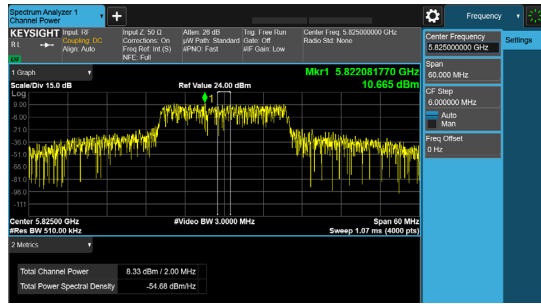 Spectrum Analyzer 1
Channel Power
Frequency
KEYSIGHT
Input: RF
Coupling: DC
Align: Auto
Input Z: 50 Ω
Corrections: On
Freq Ref: Int (S)
NFE: Full
Atten: 26 dB
µW Path: Standard
#PNO: Fast
Trig: Free Run
Gate: Off
#IF Gain: Low
Center Freq: 5.825000000 GHz
Radio Std: None
Center Frequency
5.825000000 GHz
Settings
Span
60.000 MHz
CF Step
6.000000 MHz
Auto
Man
Freq Offset
0 Hz
1 Graph
Mkr1 5.822081770 GHz
10.665 dBm
Scale/Div 15.0 dB
Ref Value 24.00 dBm
Log
1
9.00
-6.00
-21.0
-36.0
-51.0
-66.0
-81.0
-96.0
-111
Center 5.82500 GHz
#Res BW 510.00 kHz
#Video BW 3.0000 MHz
Span 60 MHz
Sweep 1.07 ms (4000 pts)
2 Metrics
Total Channel Power
8.33 dBm / 2.00 MHz
Total Power Spectral Density
-54.68 dBm/Hz